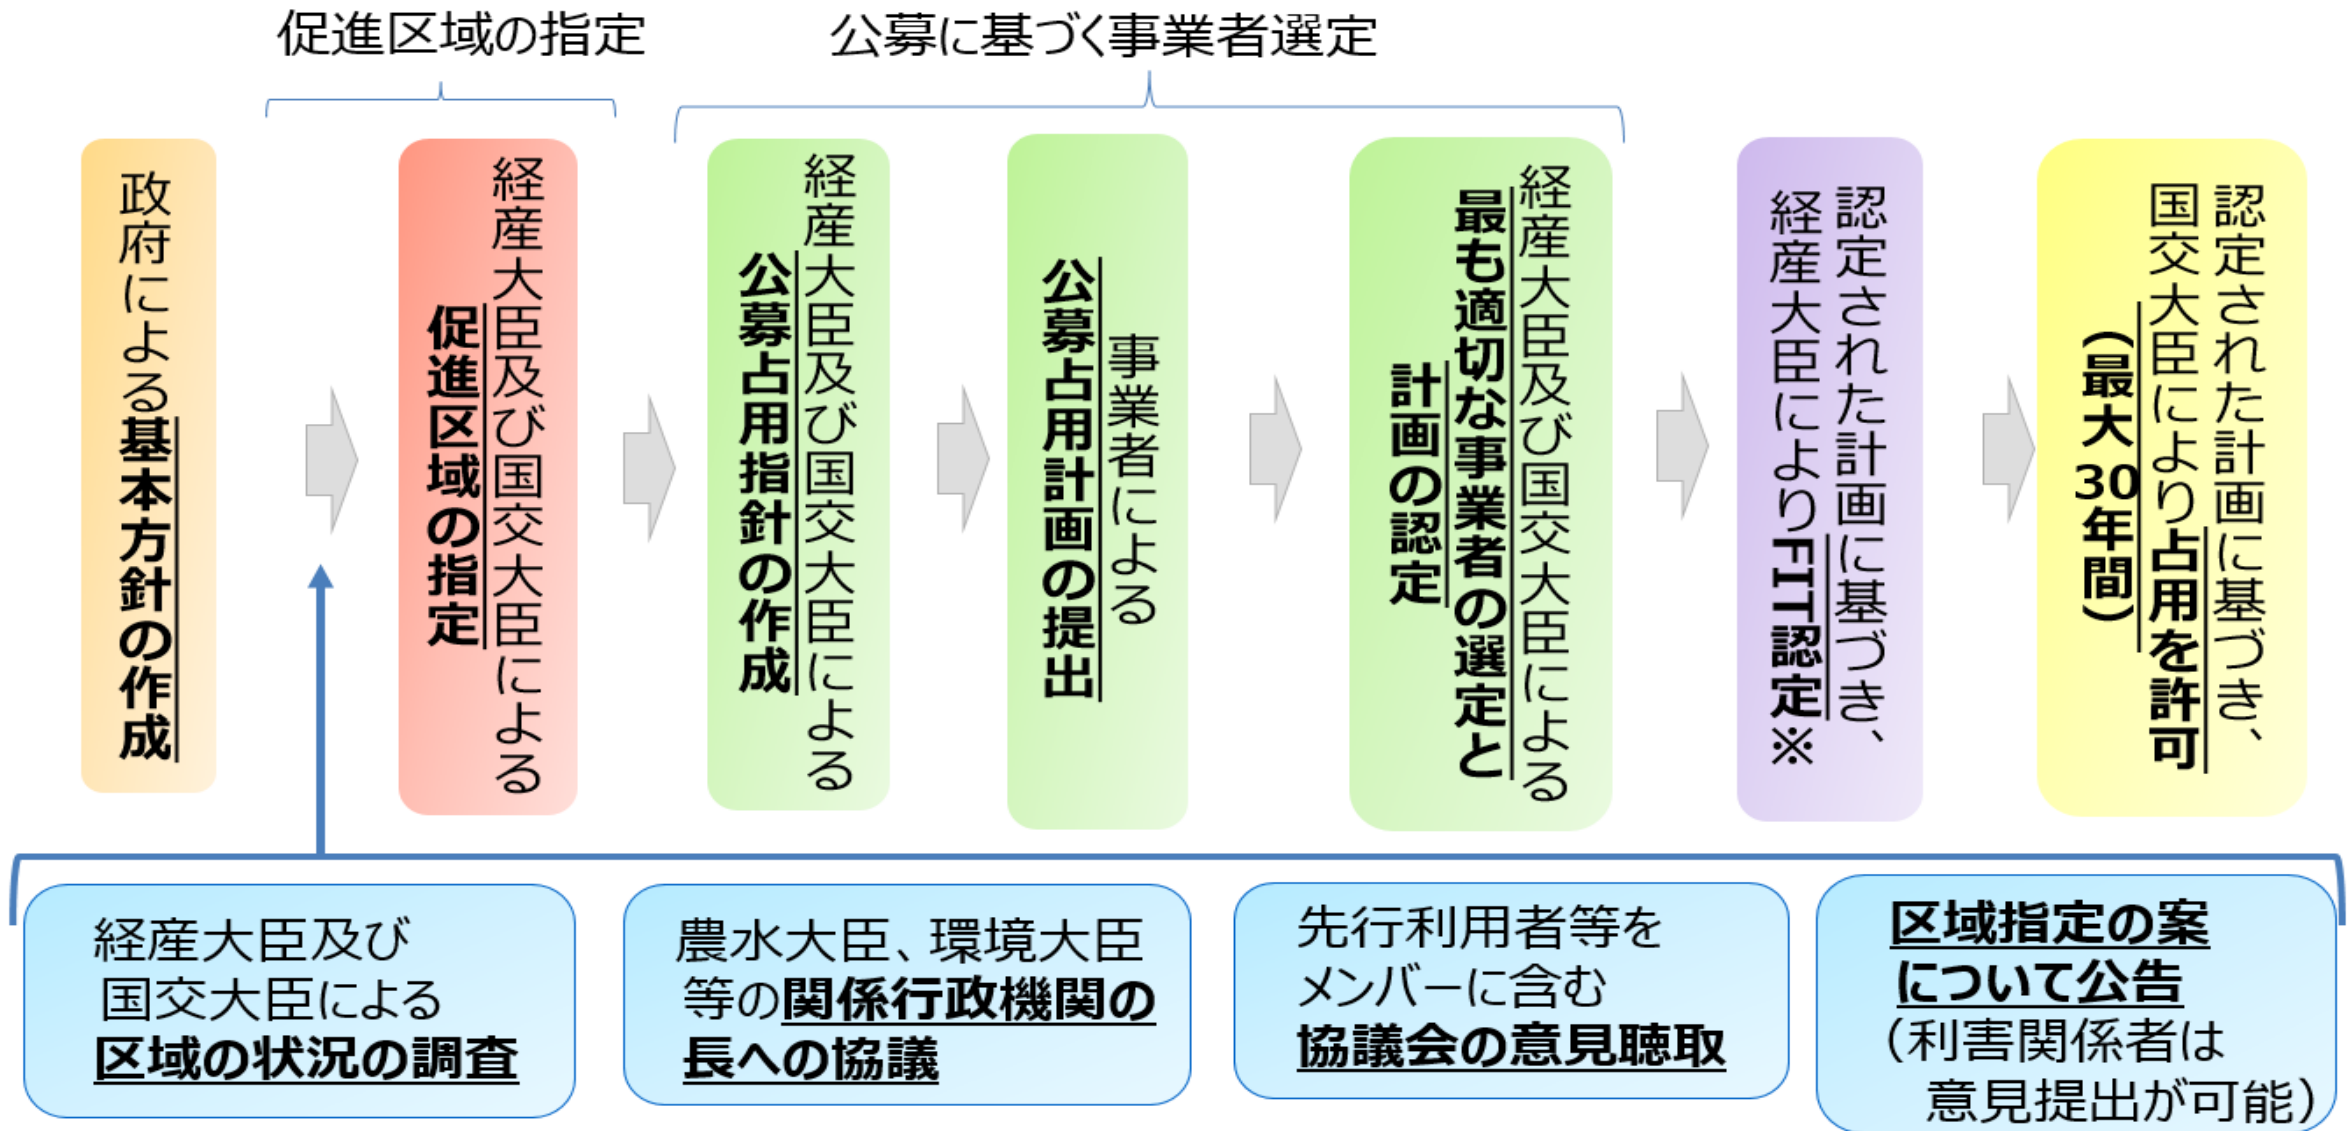 促進区域の指定
公募に基づく事業者選定
政府による基本方針の作成
経産大臣及び国交大臣による
促進区域の指定
経産大臣及び国交大臣による
公募占用指針の作成
事業者による
公募占用計画の提出
経産大臣及び国交大臣による
最も適切な事業者の選定と
計画の認定
認定された計画に基づき、
経産大臣によりFIT認定※
認定された計画に基づき、
国交大臣により占用を許可
（最大30年間）
経産大臣及び
国交大臣による
区域の状況の調査
農水大臣、環境大臣
等の関係行政機関の
長への協議
先行利用者等を
メンバーに含む
協議会の意見聴取
区域指定の案
について公告
（利害関係者は
意見提出が可能）